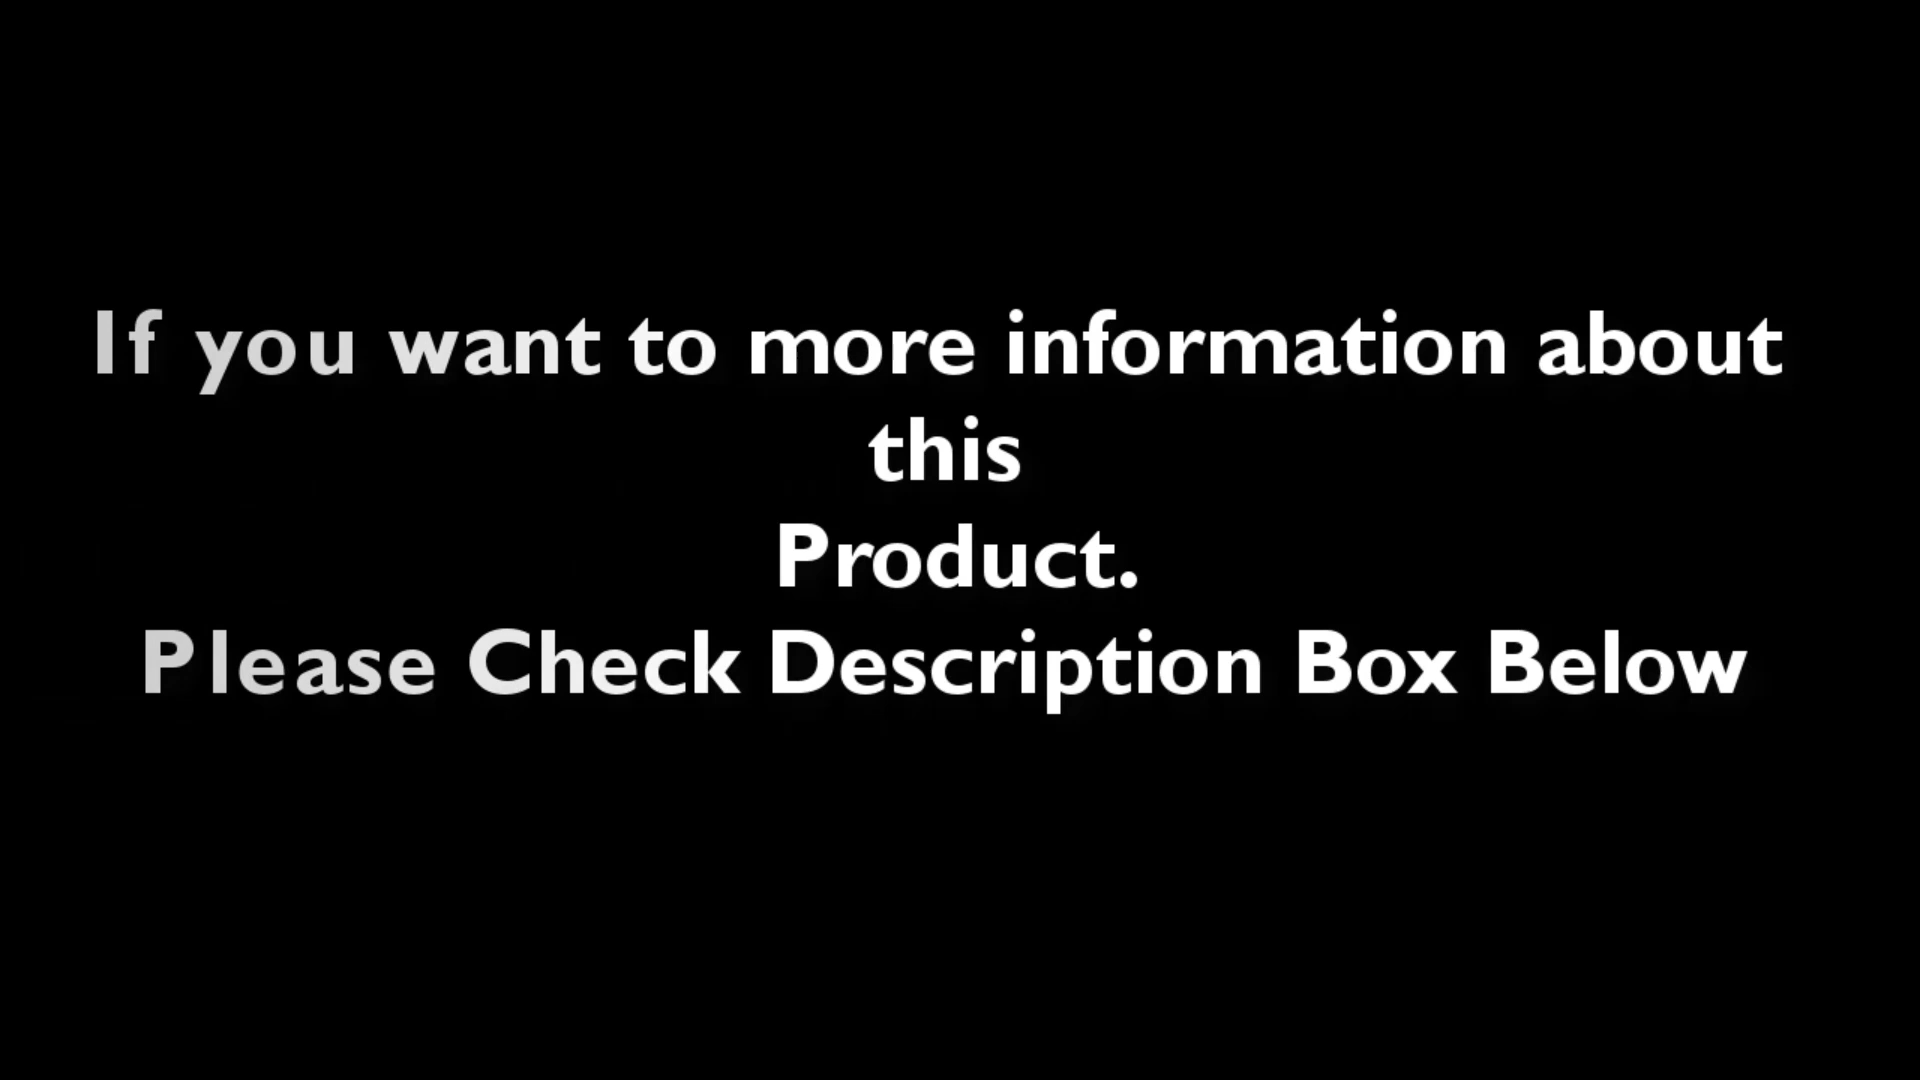 If you want to more information about
this
Product.
Please Check Description Box Below